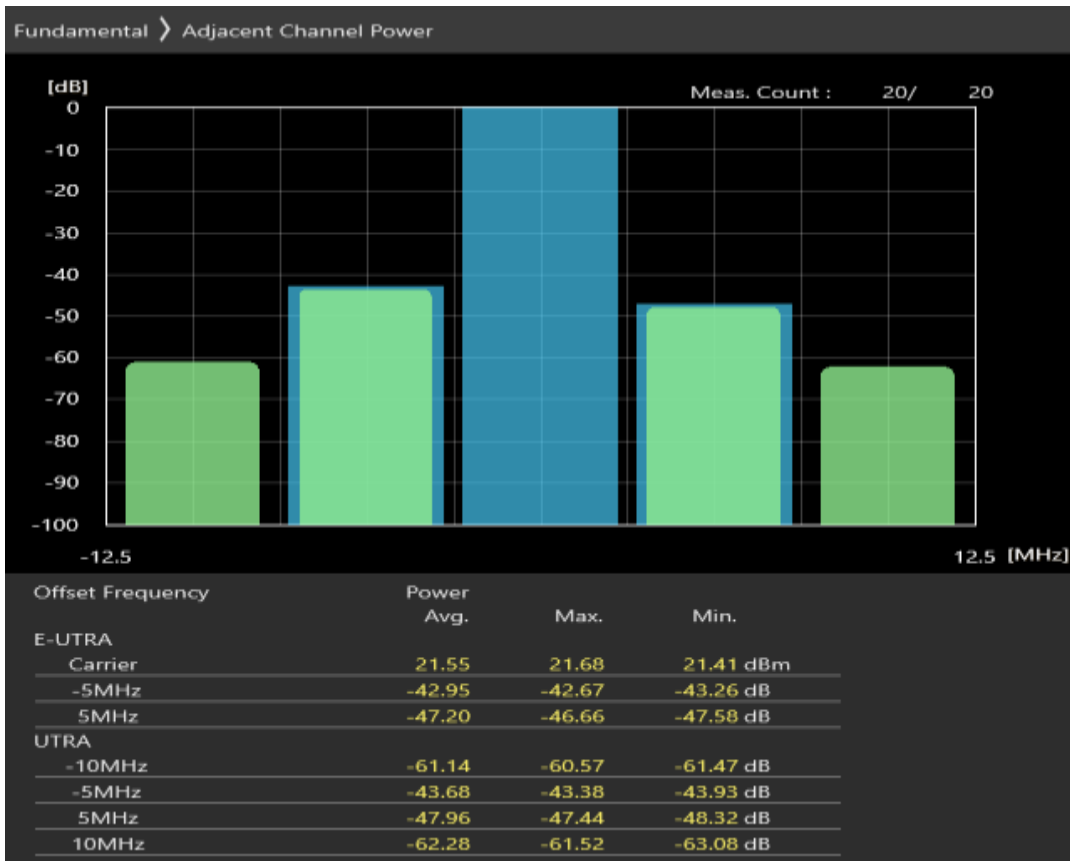 Fundamental 〉 Adjacent Channel Power
[dB]
Meas. Count : 20/ 20
0
-10
-20
-30
-40
-50
-60
-70
-80
-90
-100
-12.5 12.5 [MHz]
Offset Frequency Power
Avg. Max. Min.
E-UTRA
Carrier 21.55 21.68 21.41 dBm
-5MHz -42.95 -42.67 -43.26 dB
5MHz -47.20 -46.66 -47.58 dB
UTRA
-10MHz -61.14 -60.57 -61.47 dB
-5MHz -43.68 -43.38 -43.93 dB
5MHz -47.96 -47.44 -48.32 dB
10MHz -62.28 -61.52 -63.08 dB